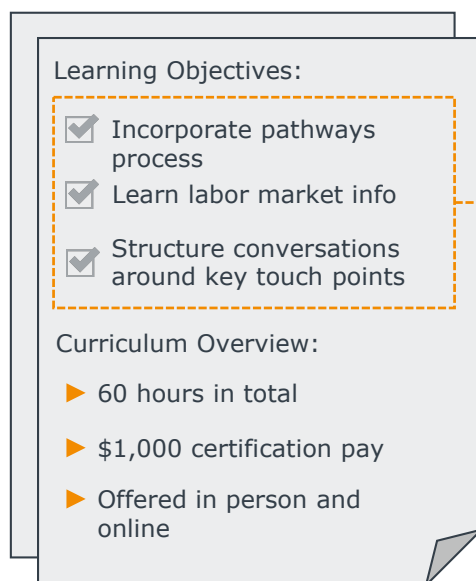 Learning Objectives:
Incorporate pathways
process
Learn labor market info
Structure conversations
around key touch points
Curriculum Overview:
60 hours in total
$1,000 certification pay
Offered in person and
online